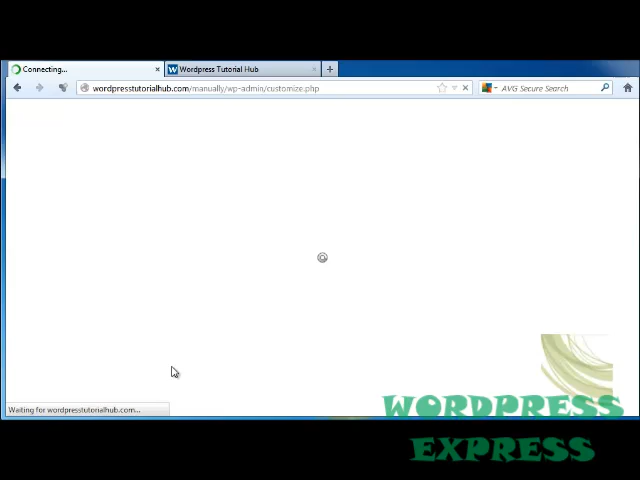 Connecting...
Wordpress Tutorial Hub
wordpresstutorialhub.com/manually/wp-admin/customize.php
AVG Secure Search
Waiting for wordpresstutorialhub.com...
WORDPRESS
EXPRESS